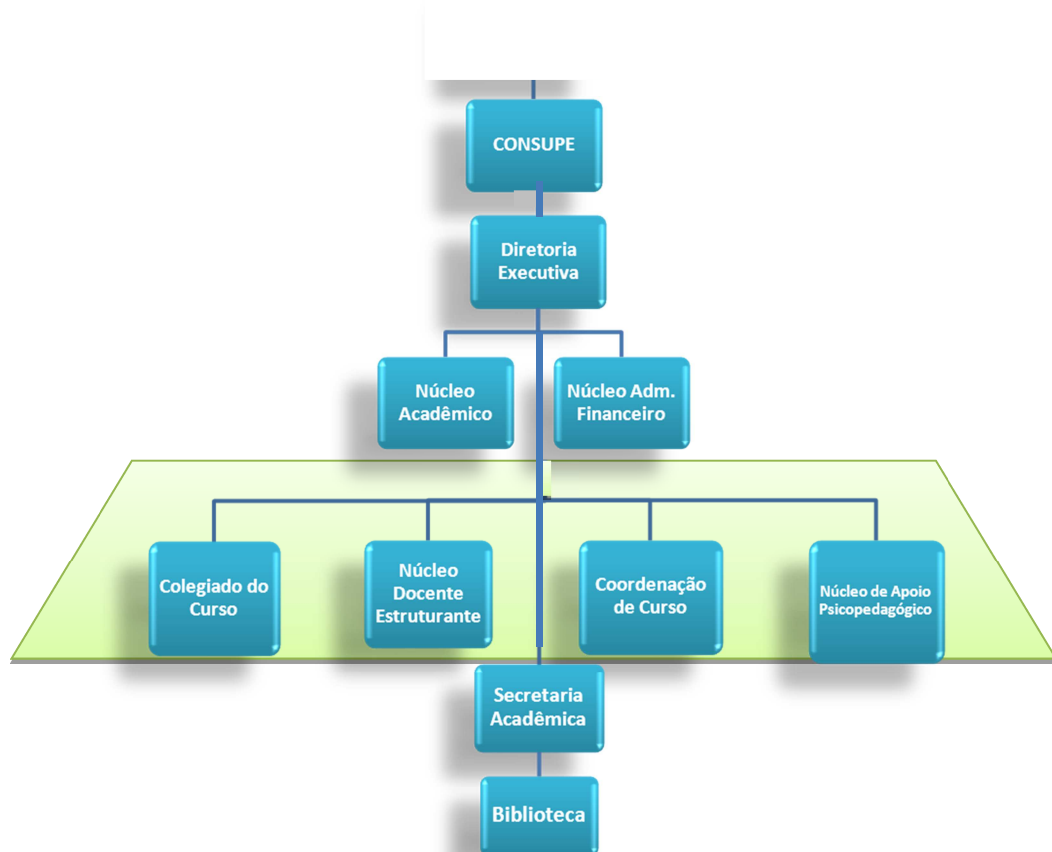 CONSUPE
Diretoria
Executiva
Núcleo
Acadêmico
Núcleo Adm.
Financeiro
Colegiado do
Curso
Núcleo
Docente
Estruturante
Coordenação
de Curso
Núcleo de Apoio
Psicopedagógico
Secretaria
Acadêmica
Biblioteca